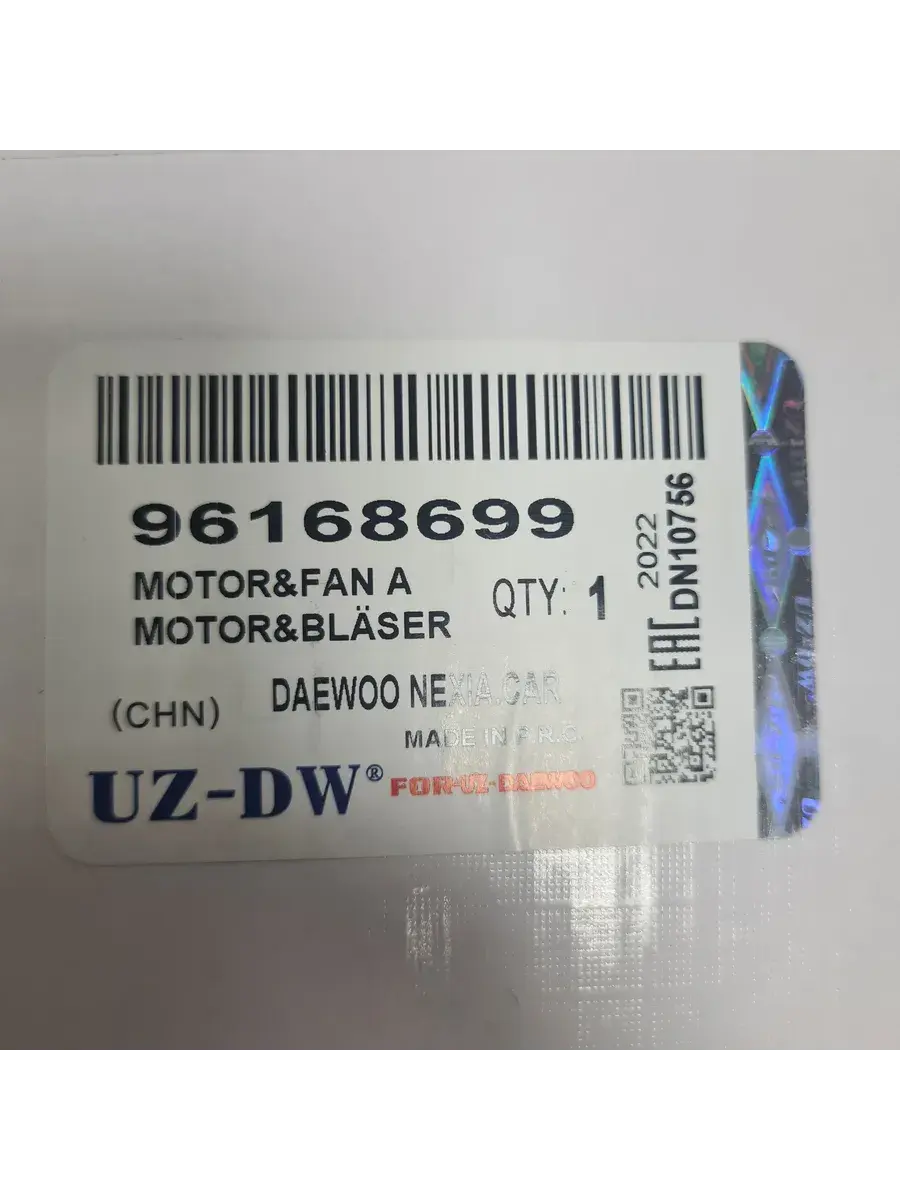 96168699
MOTOR&FAN A
MOTOR&BLÄSER
QTY: 1
DAEWOO NEXIA.CAR
(CHN)
MADE IN P.R.C.
UZ-DW® FOR-UZ-DAEWOO
EAC
2022
DN10756